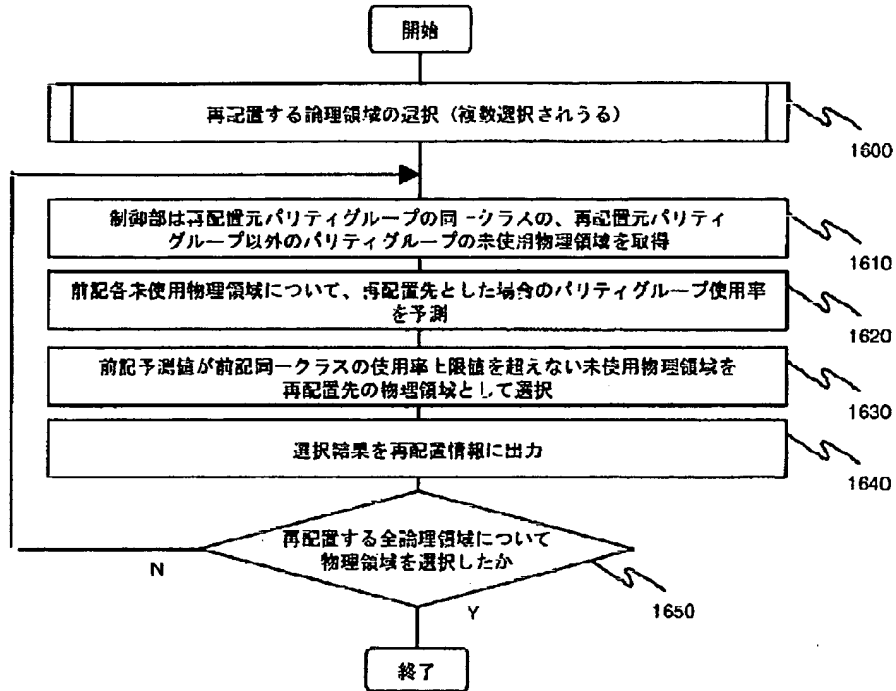 開始
再配置する論理領域の選択（複数選択されうる）
1600
制御部は再配置元パリティグループの同一クラスの、再配置元パリティ
グループ以外のパリティグループの未使用物理領域を取得
1610
前記各未使用物理領域について、再配置先とした場合のパリティグループ使用率
を予測
1620
前記予測値が前記同一クラスの使用率上限値を超えない未使用物理領域を
再配置先の物理領域として選択
1630
選択結果を再配置情報に出力
1640
再配置する全論理領域について
物理領域を選択したか
N
Y
1650
終了